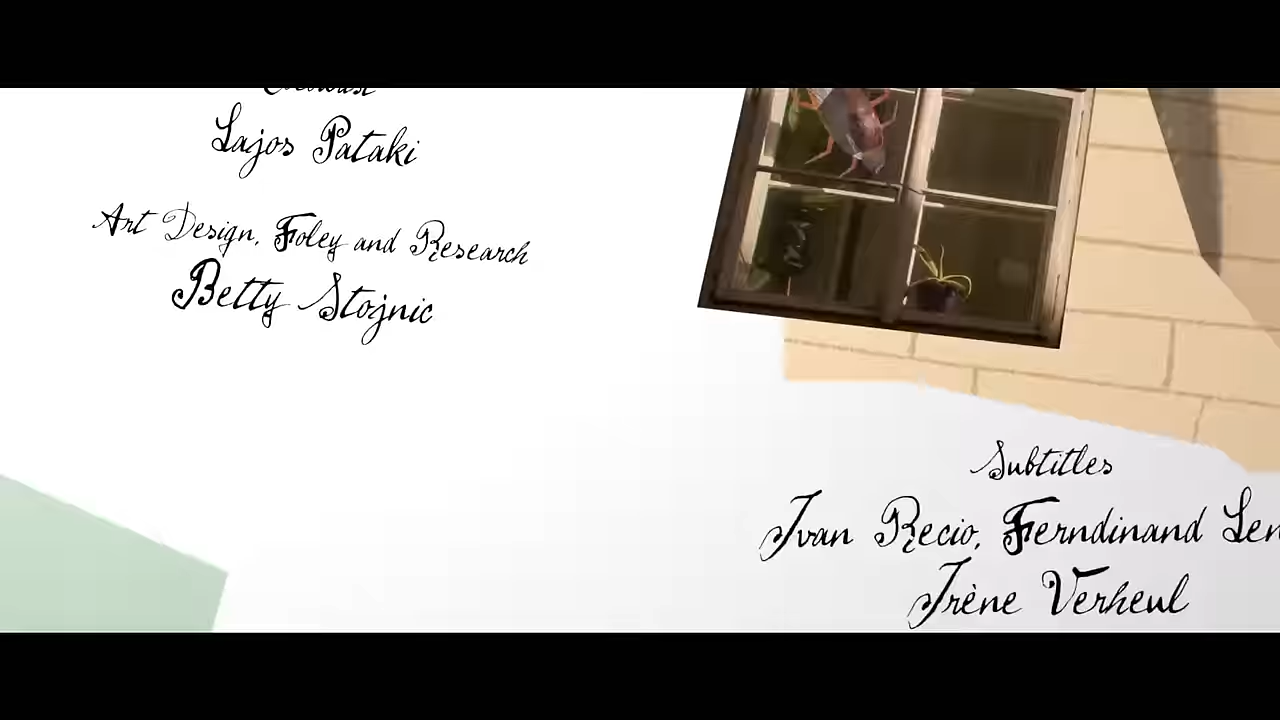 Lajos Pataki
Art Design, Foley and Research
Betty Stojnic
Subtitles
Ivan Recio, Ferndinand
Irène Verheul